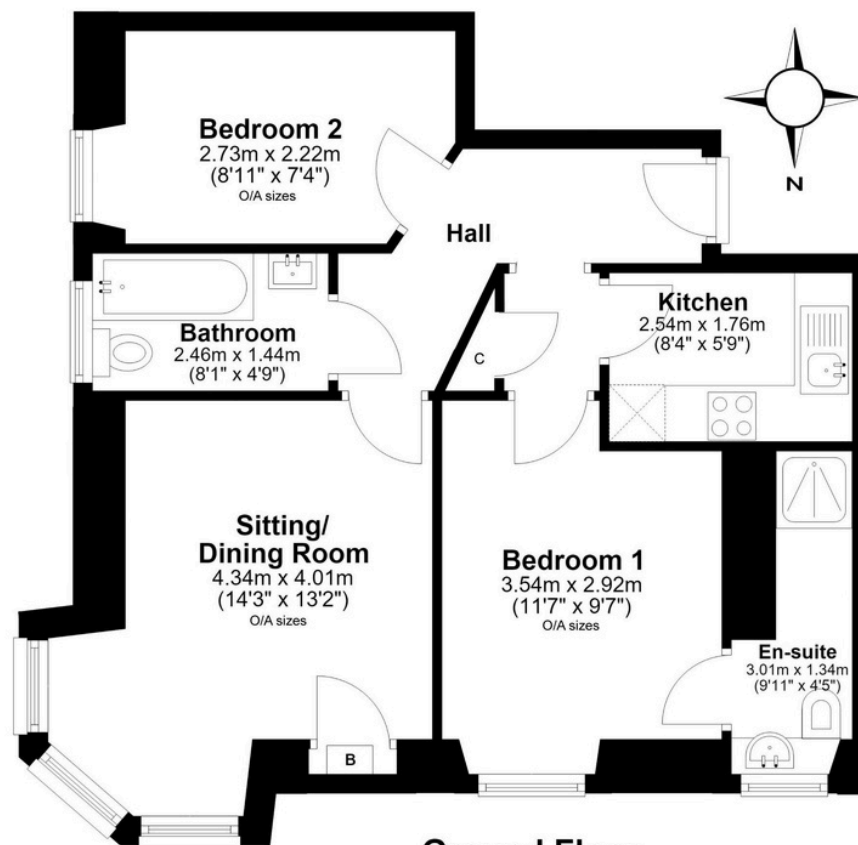 Bedroom 2
2.73m x 2.22m
(8'11" x 7'4")
O/A sizes
N
Hall
Bathroom
2.46m x 1.44m
(8'1" x 4'9")
Kitchen
2.54m x 1.76m
(8'4" x 5'9")
C
Sitting/
Dining Room
4.34m x 4.01m
(14'3" x 13'2")
O/A sizes
Bedroom 1
3.54m x 2.92m
(11'7" x 9'7")
O/A sizes
En-suite
3.01m x 1.34m
(9'11" x 4'5")
B